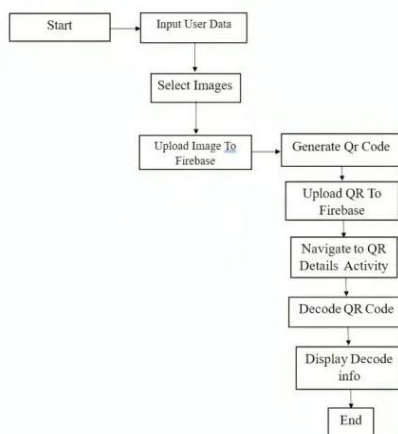 Start
Input User Data
Select Images
Upload Image To
Firebase
Generate Qr Code
Upload QR To
Firebase
Navigate to QR
Details Activity
Decode QR Code
Display Decode
info
End